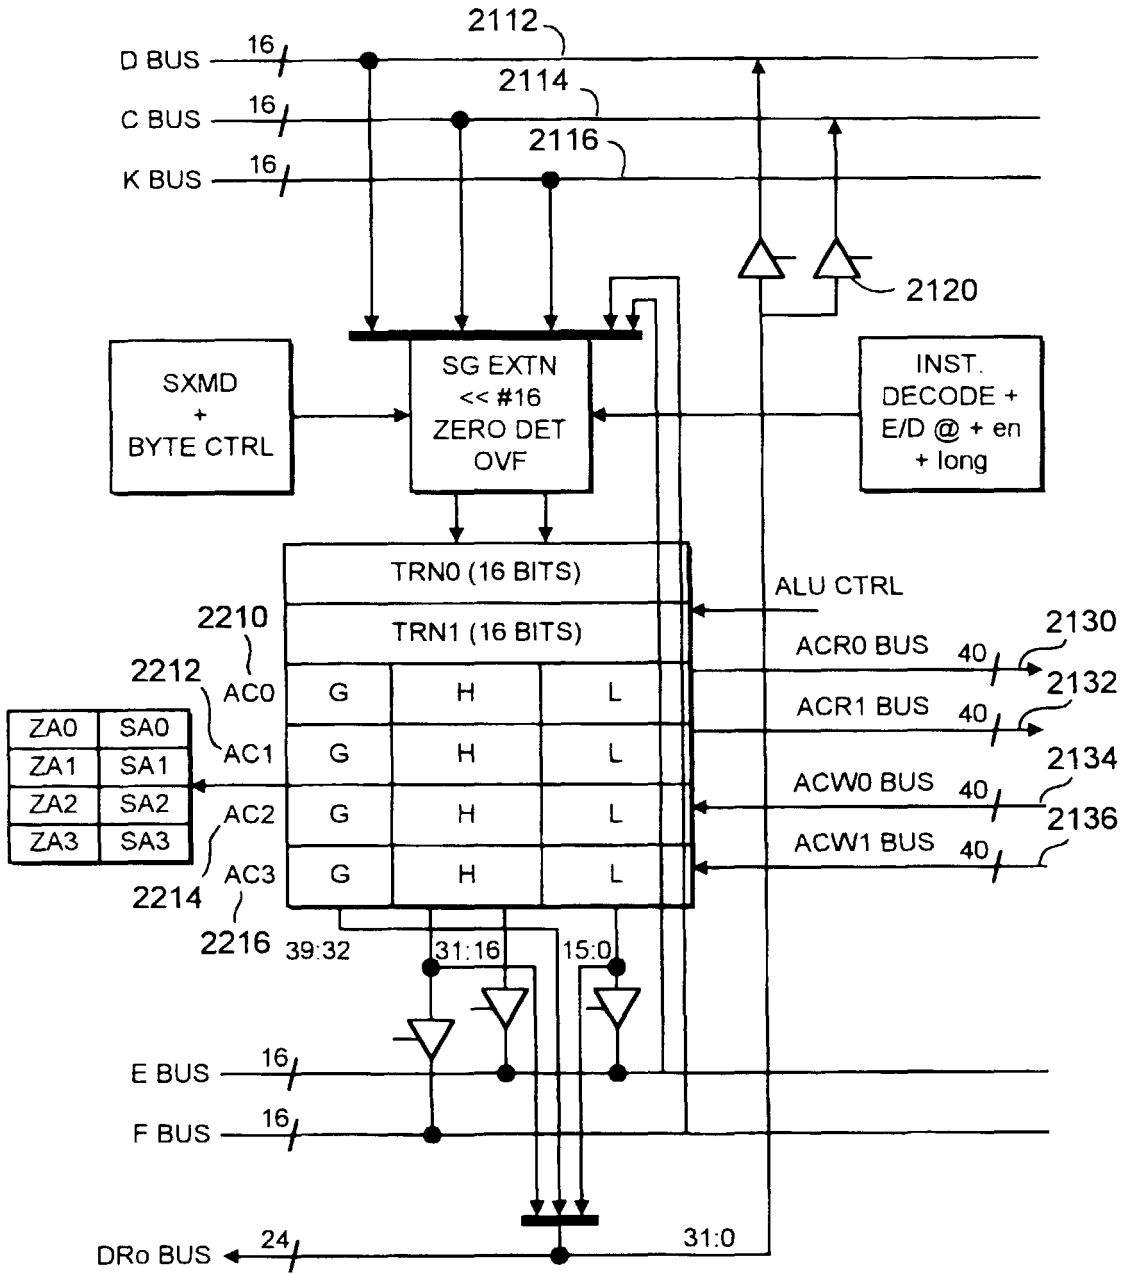 2112
D BUS 16
2114
C BUS 16
2116
K BUS 16
2120
SXMD
+
BYTE CTRL
SG EXTN
<< #16
ZERO DET
OVF
INST.
DECODE +
E/D @ + en
+ long
TRN0 (16 BITS)
TRN1 (16 BITS)
ALU CTRL
2210
2212
ACR0 BUS 40 2130
ACR1 BUS 40 2132
ACW0 BUS 40 2134
ACW1 BUS 40 2136
AC0 G H L
AC1 G H L
AC2 G H L
AC3 G H L
ZA0 SA0
ZA1 SA1
ZA2 SA2
ZA3 SA3
2214
2216
39:32 31:16 15:0
E BUS 16
F BUS 16
DRo BUS 24 31:0